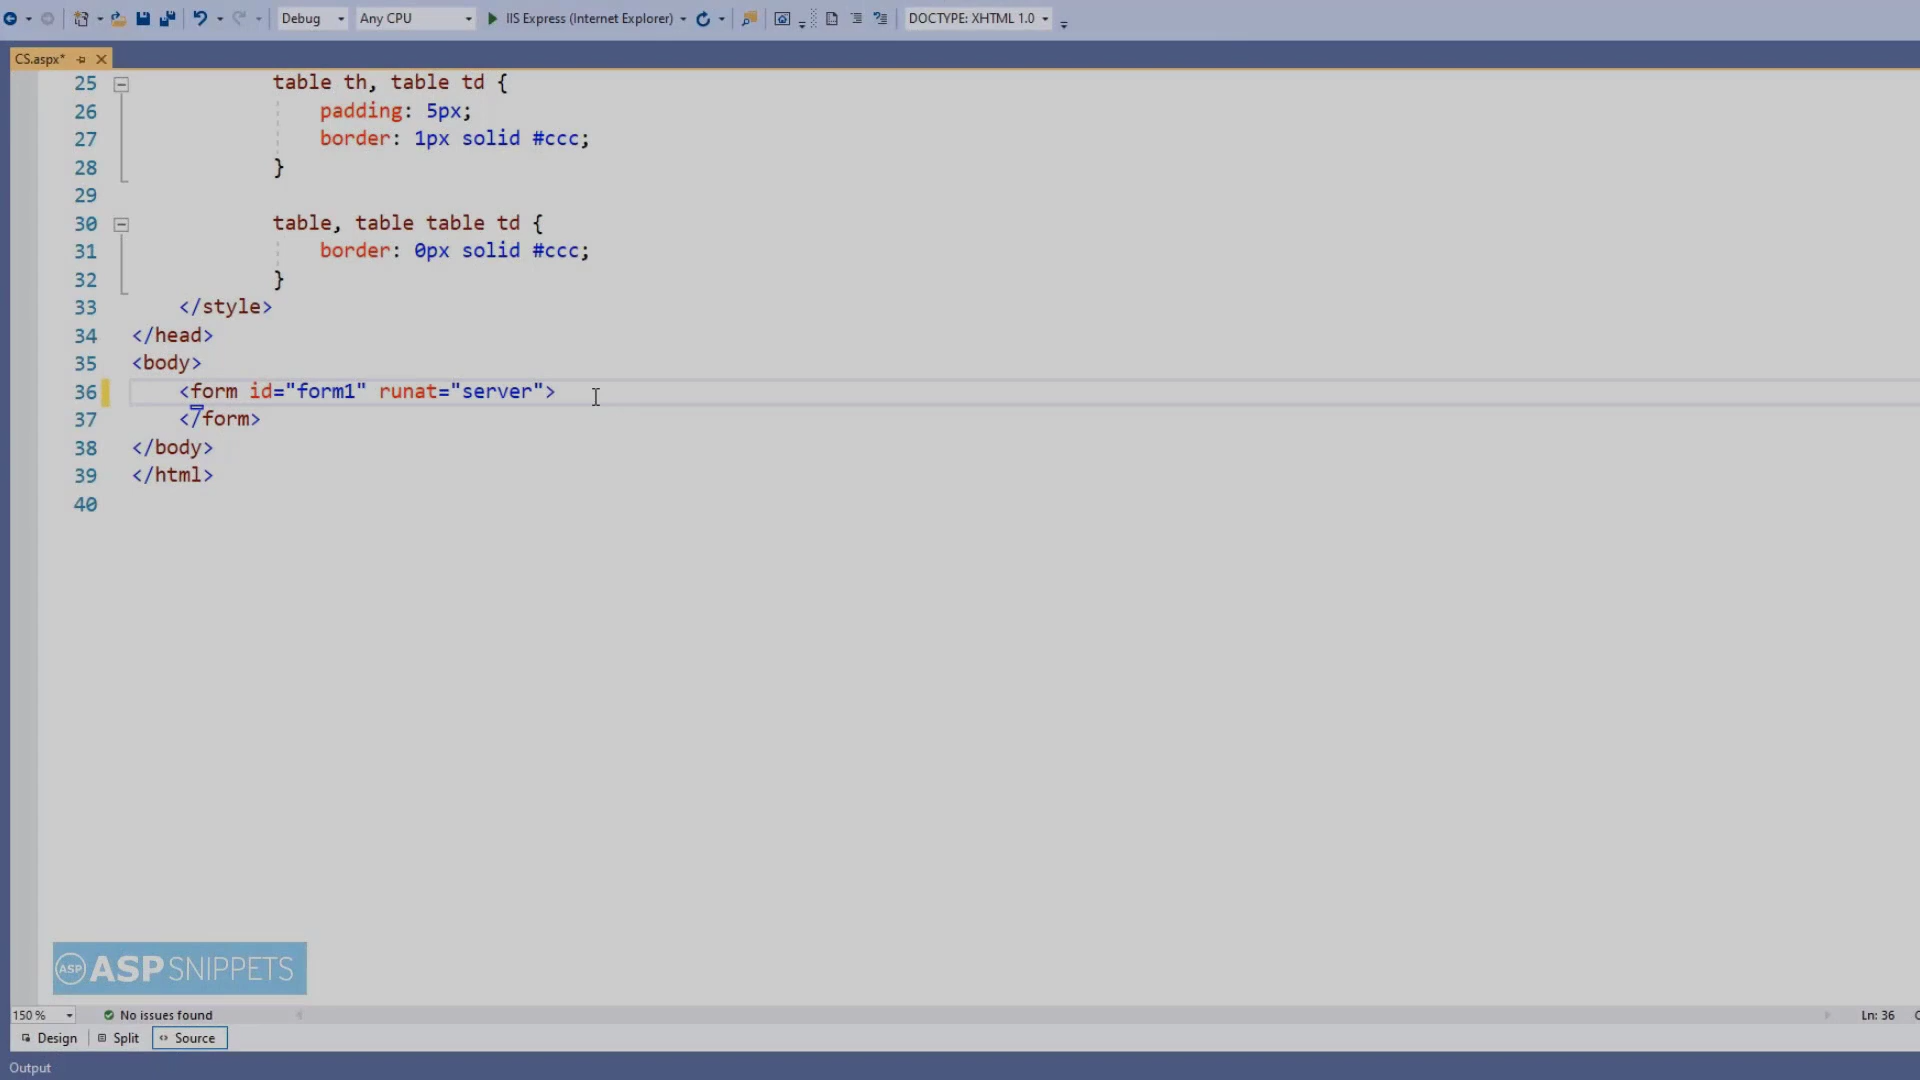 Debug Any CPU IIS Express (Internet Explorer) DOCTYPE: XHTML 1.0
CS.aspx*
25 table th, table td {
26 padding: 5px;
27 border: 1px solid #ccc;
28 }
29
30 table, table table td {
31 border: 0px solid #ccc;
32 }
33 </style>
34 </head>
35 <body>
36 <form id="form1" runat="server">
37 </form>
38 </body>
39 </html>
40
ASP ASPSNIPPETS
150 % No issues found Ln: 36
Design Split Source
Output